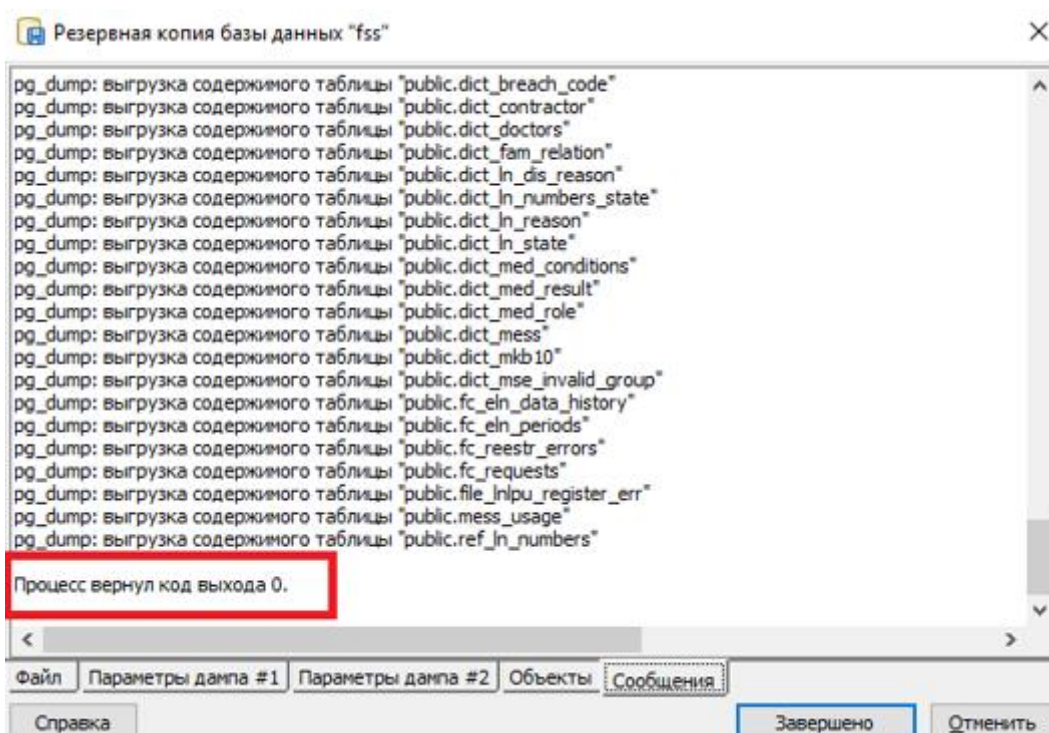 Резервная копия базы данных "fss"
pg_dump: выгрузка содержимого таблицы "public.dict_breach_code"
pg_dump: выгрузка содержимого таблицы "public.dict_contractor"
pg_dump: выгрузка содержимого таблицы "public.dict_doctors"
pg_dump: выгрузка содержимого таблицы "public.dict_fam_relation"
pg_dump: выгрузка содержимого таблицы "public.dict_ln_dis_reason"
pg_dump: выгрузка содержимого таблицы "public.dict_ln_numbers_state"
pg_dump: выгрузка содержимого таблицы "public.dict_ln_reason"
pg_dump: выгрузка содержимого таблицы "public.dict_ln_state"
pg_dump: выгрузка содержимого таблицы "public.dict_med_conditions"
pg_dump: выгрузка содержимого таблицы "public.dict_med_result"
pg_dump: выгрузка содержимого таблицы "public.dict_med_role"
pg_dump: выгрузка содержимого таблицы "public.dict_mess"
pg_dump: выгрузка содержимого таблицы "public.dict_mkb10"
pg_dump: выгрузка содержимого таблицы "public.dict_mse_invalid_group"
pg_dump: выгрузка содержимого таблицы "public.fc_eln_data_history"
pg_dump: выгрузка содержимого таблицы "public.fc_eln_periods"
pg_dump: выгрузка содержимого таблицы "public.fc_reestr_errors"
pg_dump: выгрузка содержимого таблицы "public.fc_requests"
pg_dump: выгрузка содержимого таблицы "public.file_lnlpu_register_err"
pg_dump: выгрузка содержимого таблицы "public.mess_usage"
pg_dump: выгрузка содержимого таблицы "public.ref_ln_numbers"
Процесс вернул код выхода 0.
Файл Параметры дампа #1 Параметры дампа #2 Объекты Сообщения
Справка Завершено Отменить